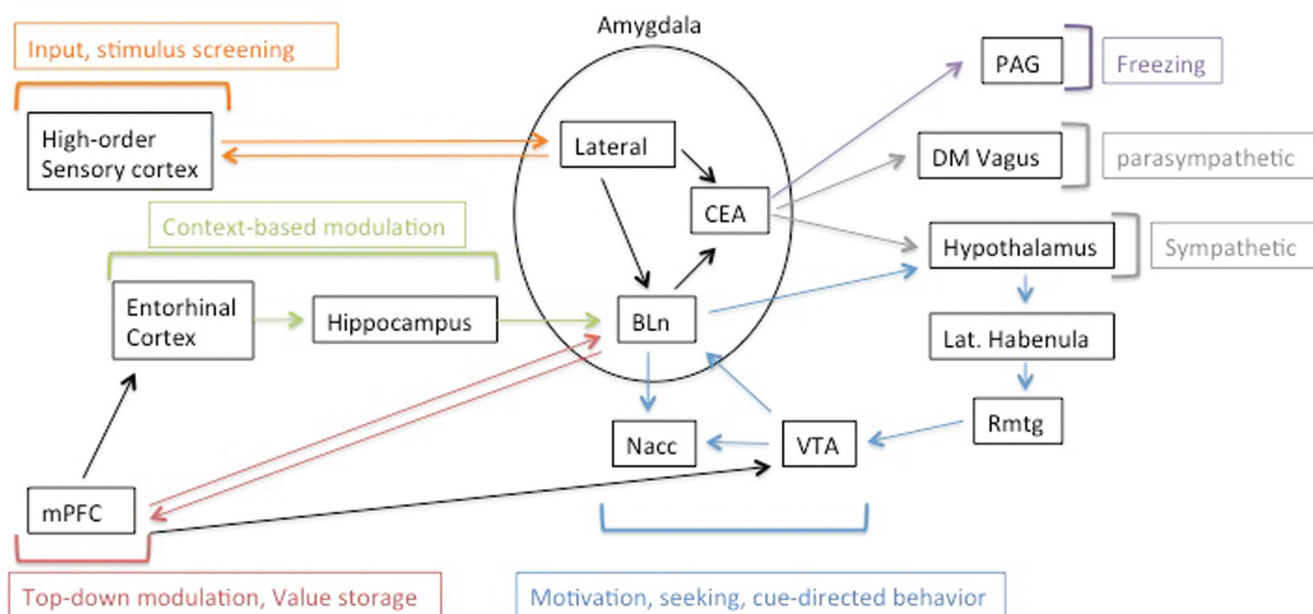 Amygdala
Input, stimulus screening
PAG
Freezing
High-order
Sensory cortex
Lateral
DM Vagus
parasympathetic
CEA
Context-based modulation
Hypothalamus
Sympathetic
Entorhinal
Cortex
Hippocampus
BLn
Lat. Habenula
Nacc
VTA
Rmtg
mPFC
Top-down modulation, Value storage
Motivation, seeking, cue-directed behavior